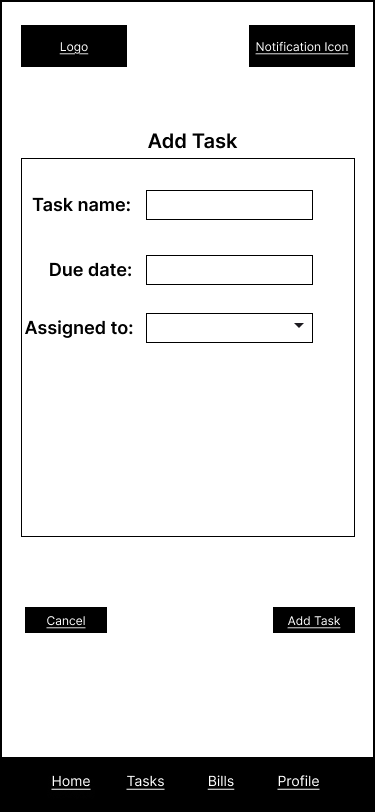 Logo
Notification Icon
Add Task
Task name:
Due date:
Assigned to:
Cancel
Add Task
Home Tasks Bills Profile